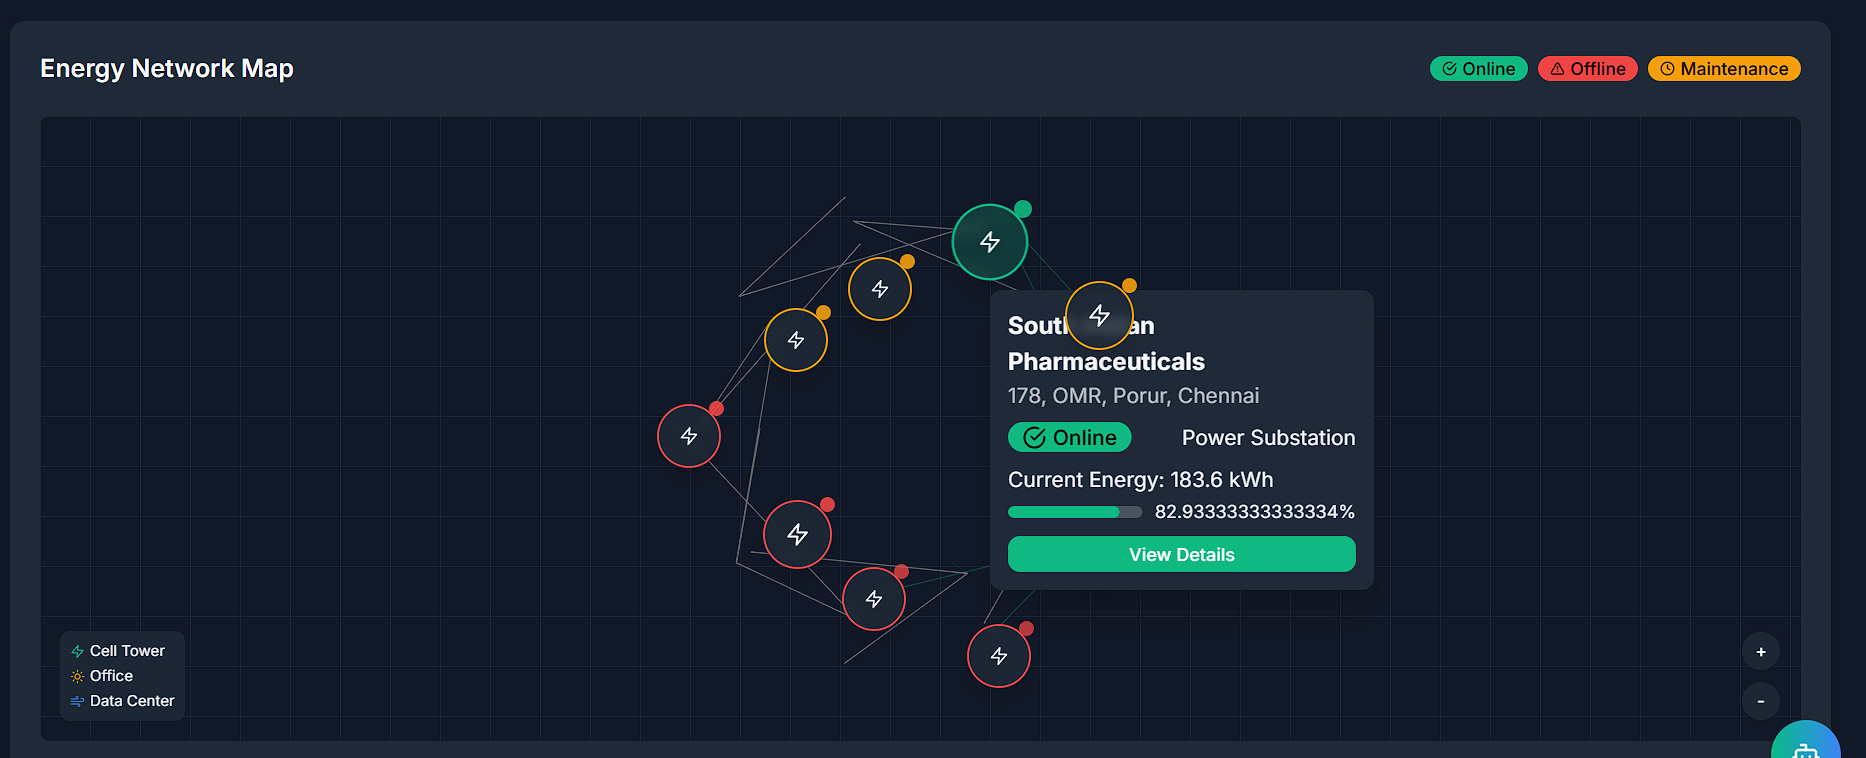 Energy Network Map
Online
Offline
Maintenance
Sout an
Pharmaceuticals
178, OMR, Porur, Chennai
Online
Power Substation
Current Energy: 183.6 kWh
82.93333333333334%
View Details
Cell Tower
Office
Data Center
+
-